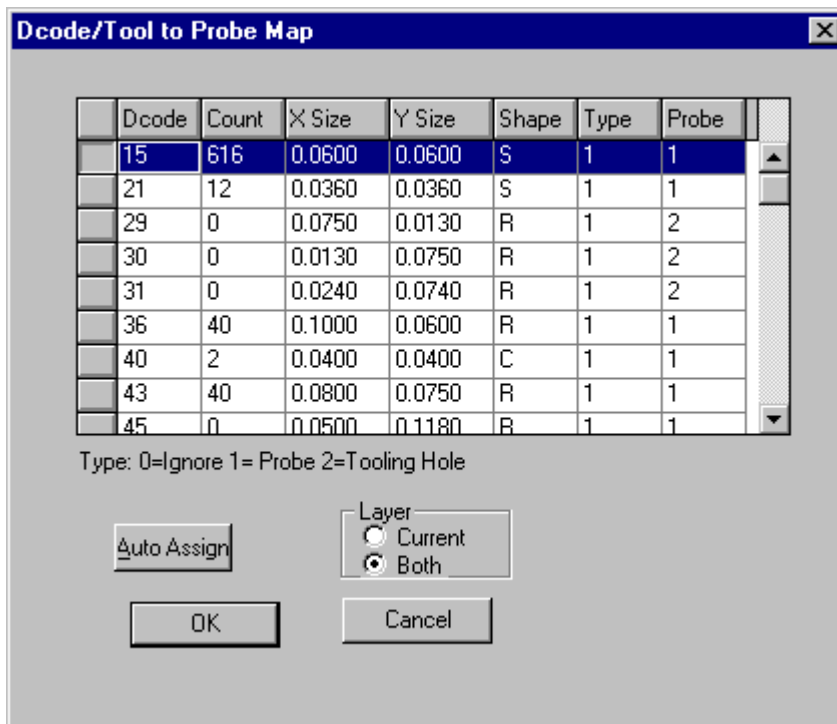 Dcode/Tool to Probe Map
Dcode Count X Size Y Size Shape Type Probe
15 616 0.0600 0.0600 S 1 1
21 12 0.0360 0.0360 S 1 1
29 0 0.0750 0.0130 R 1 2
30 0 0.0130 0.0750 R 1 2
31 0 0.0240 0.0740 R 1 2
36 40 0.1000 0.0600 R 1 1
40 2 0.0400 0.0400 C 1 1
43 40 0.0800 0.0750 R 1 1
45 0 0.0500 0.1180 R 1 1
Type: 0=Ignore 1= Probe 2=Tooling Hole
Layer
Auto Assign
Current
Both
OK
Cancel